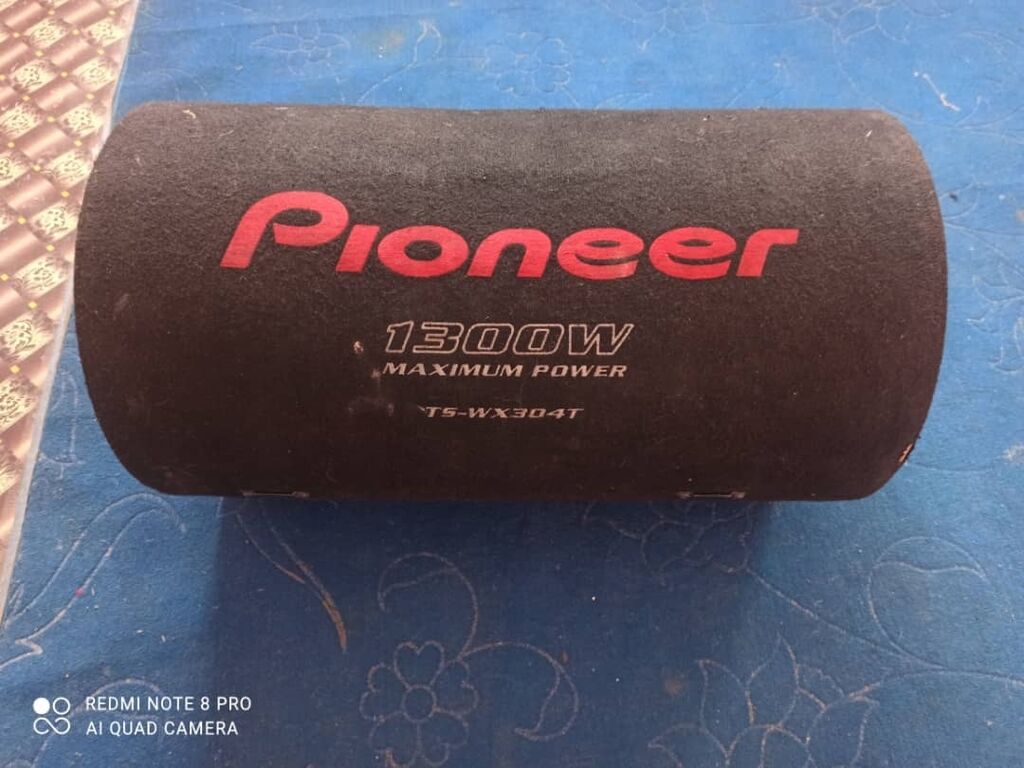 Pioneer
1300W
MAXIMUM POWER
TS-WX304T
REDMI NOTE 8 PRO
AI QUAD CAMERA